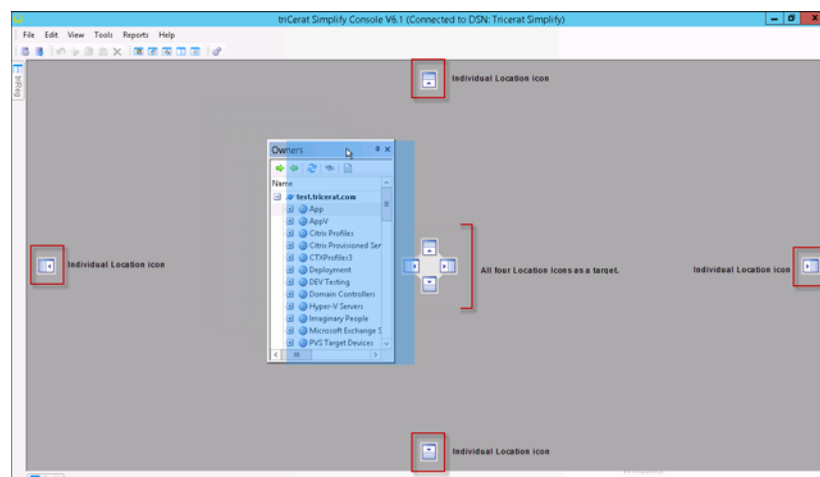 triCerat Simplify Console V6.1 (Connected to DSN: Tricerat Simplify)
File Edit View Tools Reports Help
triReg
Individual Location icon
Owners
Name
test.tricerat.com
App
AppV
Citrix Profiles
Citrix Provisioned Ser
CTXProfiles3
Deployment
DEV Testing
Domain Controllers
Hyper-V Servers
Imaginary People
Microsoft Exchange S
PVS Target Devices
Individual Location icon
All four Location icons as a target.
Individual Location icon
Individual Location icon